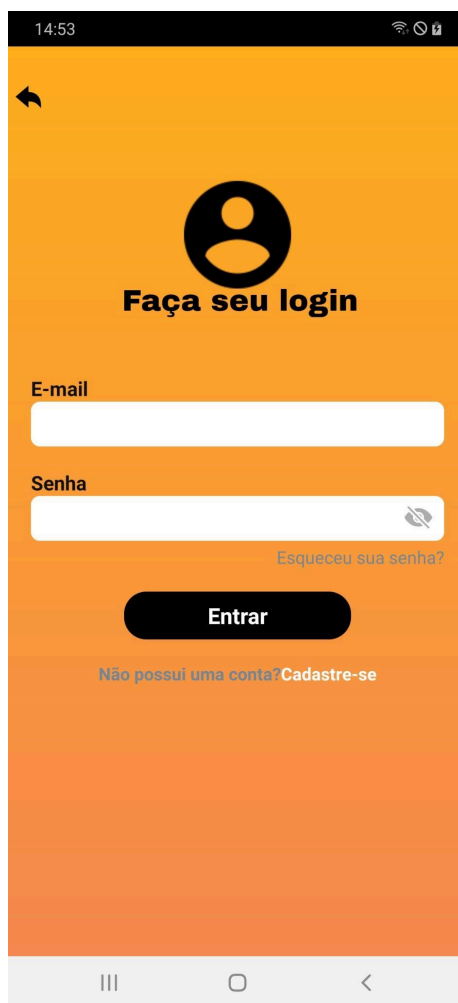 14:53
Faça seu login
E-mail
Senha
Esqueceu sua senha?
Entrar
Não possui uma conta?Cadastre-se